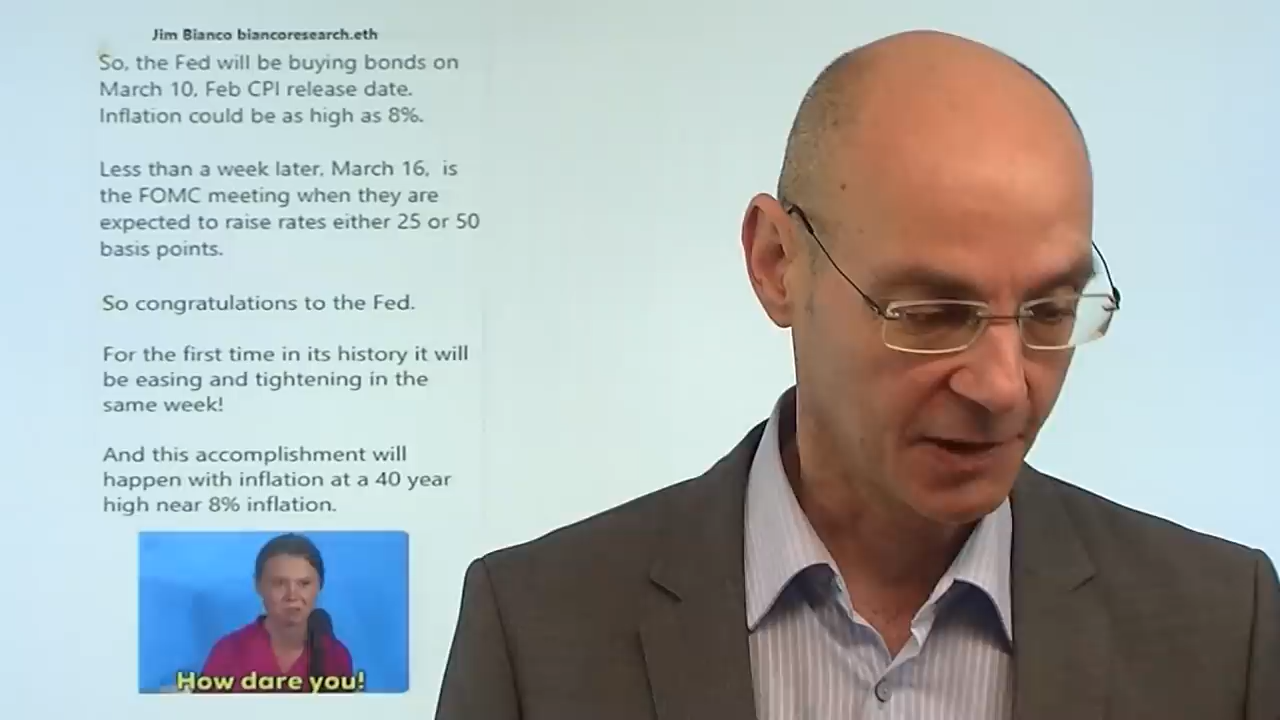 Jim Bianco biancoresearch.eth
So, the Fed will be buying bonds on
March 10, Feb CPI release date.
Inflation could be as high as 8%.
Less than a week later, March 16,  is
the FOMC meeting when they are
expected to raise rates either 25 or 50
basis points.
So congratulations to the Fed.
For the first time in its history it will
be easing and tightening in the
same week!
And this accomplishment will
happen with inflation at a 40 year
high near 8% inflation.
How dare you!